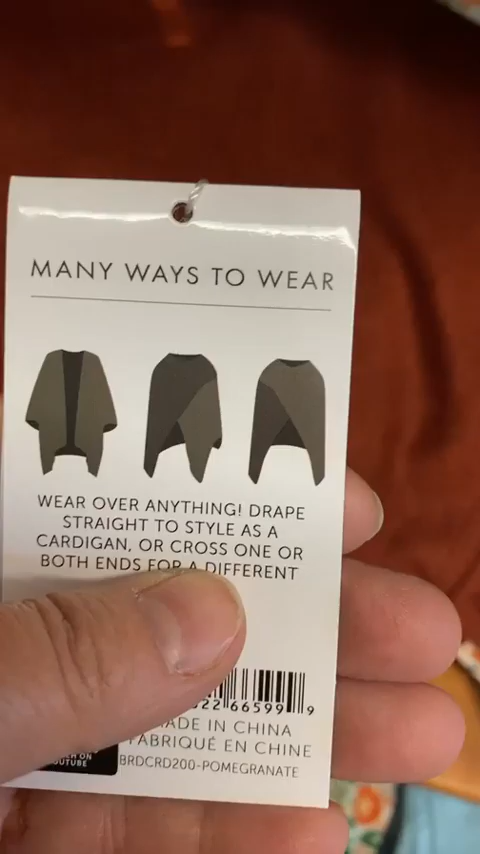 MANY WAYS TO WEAR
WEAR OVER ANYTHING! DRAPE
STRAIGHT TO STYLE AS A
CARDIGAN, OR CROSS ONE OR
BOTH ENDS FOR A DIFFERENT
22 66599 9
MADE IN CHINA
FABRIQUÉ EN CHINE
BRDCRD200-POMEGRANATE
ON